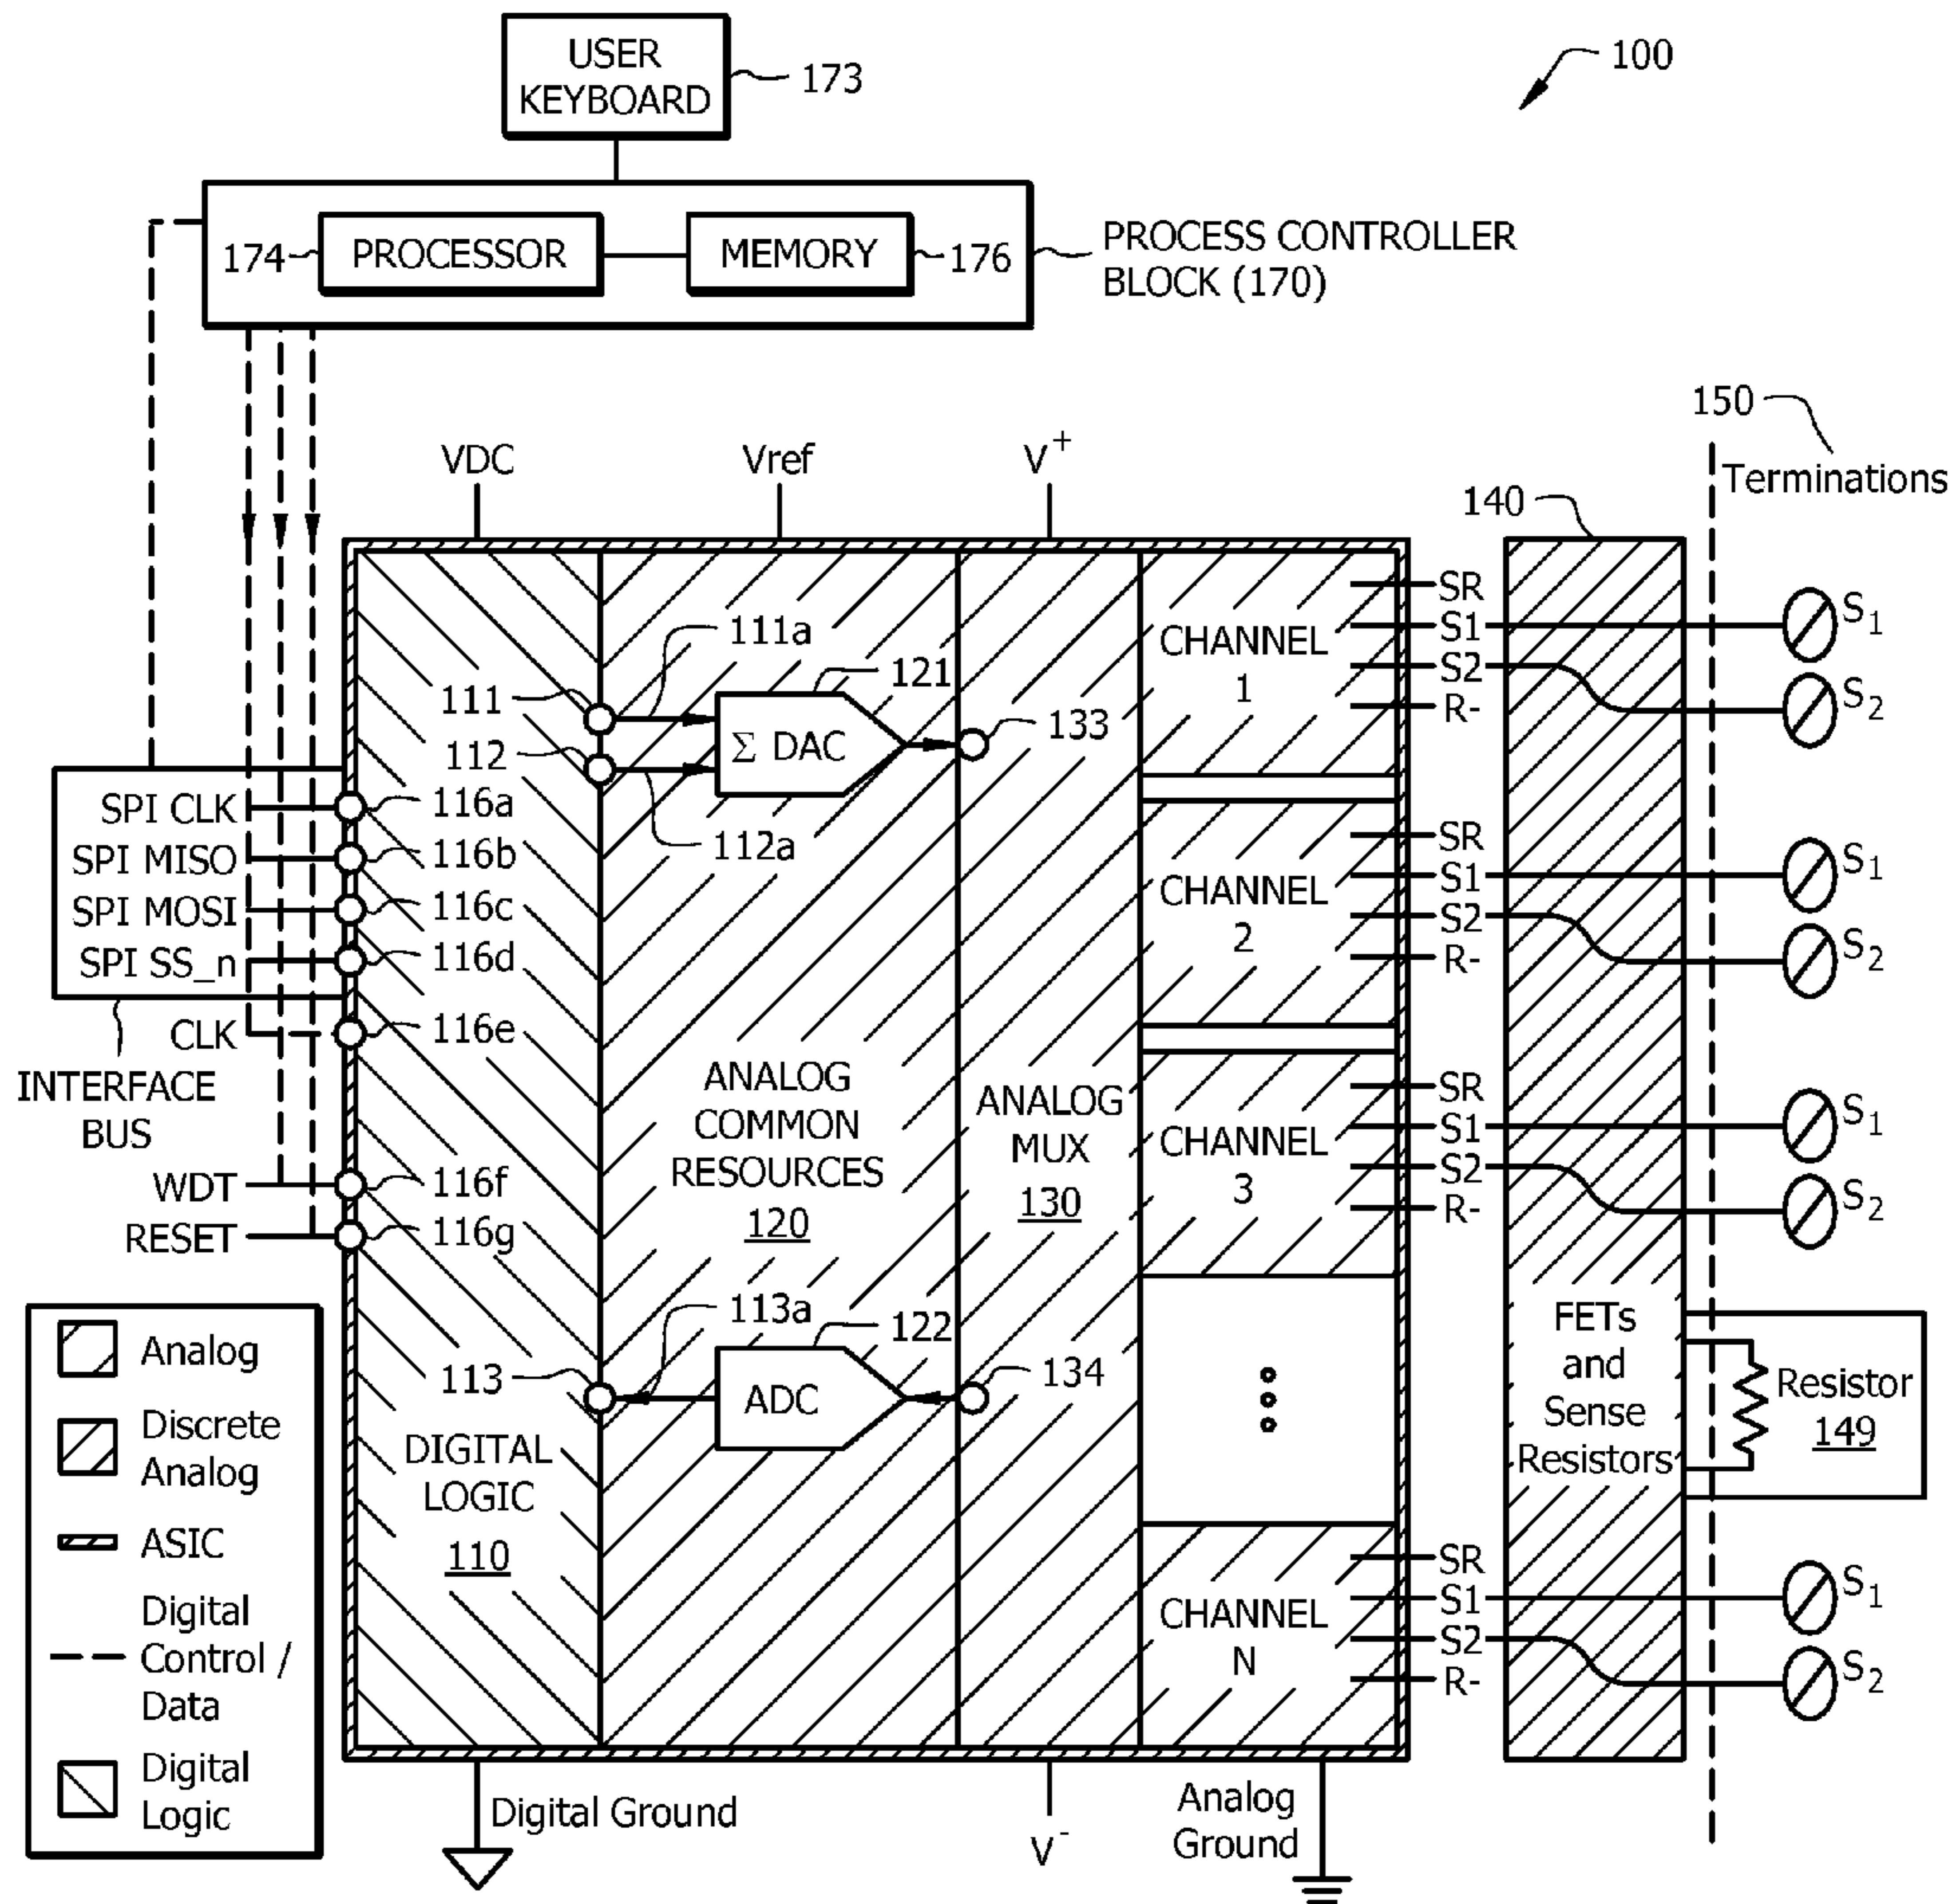 USER
KEYBOARD
173
100
174
PROCESSOR
MEMORY
176
PROCESS CONTROLLER
BLOCK (170)
150
Terminations
VDC
Vref
V+
140
111a
111
121
Σ DAC
133
112
112a
SPI CLK
116a
SPI MISO
116b
SPI MOSI
116c
SPI SS_n
116d
CLK
116e
INTERFACE
BUS
WDT
116f
RESET
116g
ANALOG
COMMON
RESOURCES
120
ANALOG
MUX
130
113a
122
113
ADC
134
DIGITAL
LOGIC
110
CHANNEL
1
SR
S1
S2
R-
S1
S2
CHANNEL
2
SR
S1
S2
R-
S1
S2
CHANNEL
3
SR
S1
S2
R-
S1
S2
FETs
and
Sense
Resistors
Resistor
149
CHANNEL
N
SR
S1
S2
R-
S1
S2
Analog
Discrete
Analog
ASIC
Digital
Control /
Data
Digital
Logic
Digital Ground
V-
Analog
Ground